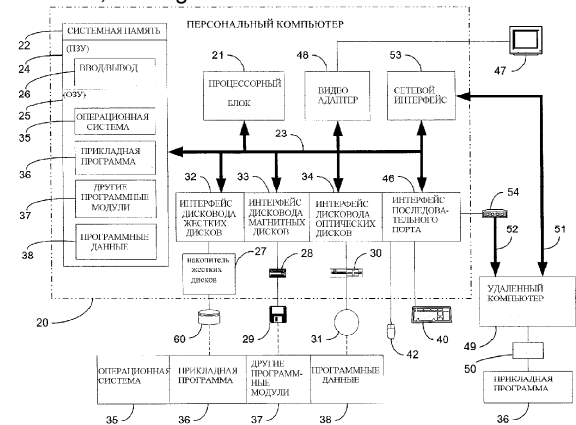 ПЕРСОНАЛЬНЫЙ КОМПЬЮТЕР
СИСТЕМНАЯ ПАМЯТЬ
22
(ПЗУ)
24
ВВОД/ВЫВОД
26
(ОЗУ)
25
ОПЕРАЦИОННАЯ
СИСТЕМА
35
ПРИКЛАДНАЯ
ПРОГРАММА
36
ДРУГИЕ
ПРОГРАММНЫЕ
МОДУЛИ
37
ПРОГРАММНЫЕ
ДАННЫЕ
38
21
ПРОЦЕССОРНЫЙ
БЛОК
48
ВИДЕО
АДАПТЕР
53
СЕТЕВОЙ
ИНТЕРФЕЙС
47
23
32
ИНТЕРФЕЙС
ДИСКОВОДА
ЖЕСТКИХ
ДИСКОВ
33
ИНТЕРФЕЙС
ДИСКОВОДА
МАГНИТНЫХ
ДИСКОВ
34
ИНТЕРФЕЙС
ДИСКОВОДА
ОПТИЧЕСКИХ
ДИСКОВ
46
ИНТЕРФЕЙС
ПОСЛЕДОВА-
ТЕЛЬНОГО
ПОРТА
54
52
51
27
НАКОПИТЕЛЬ
ЖЕСТКИХ
ДИСКОВ
28
30
20
60
29
31
42
40
УДАЛЕННЫЙ
КОМПЬЮТЕР
49
50
ОПЕРАЦИОННАЯ
СИСТЕМА
ПРИКЛАДНАЯ
ПРОГРАММА
ДРУГИЕ
ПРОГРАММ-
НЫЕ
МОДУЛИ
ПРОГРАММНЫЕ
ДАННЫЕ
ПРИКЛАДНАЯ
ПРОГРАММА
35
36
37
38
36